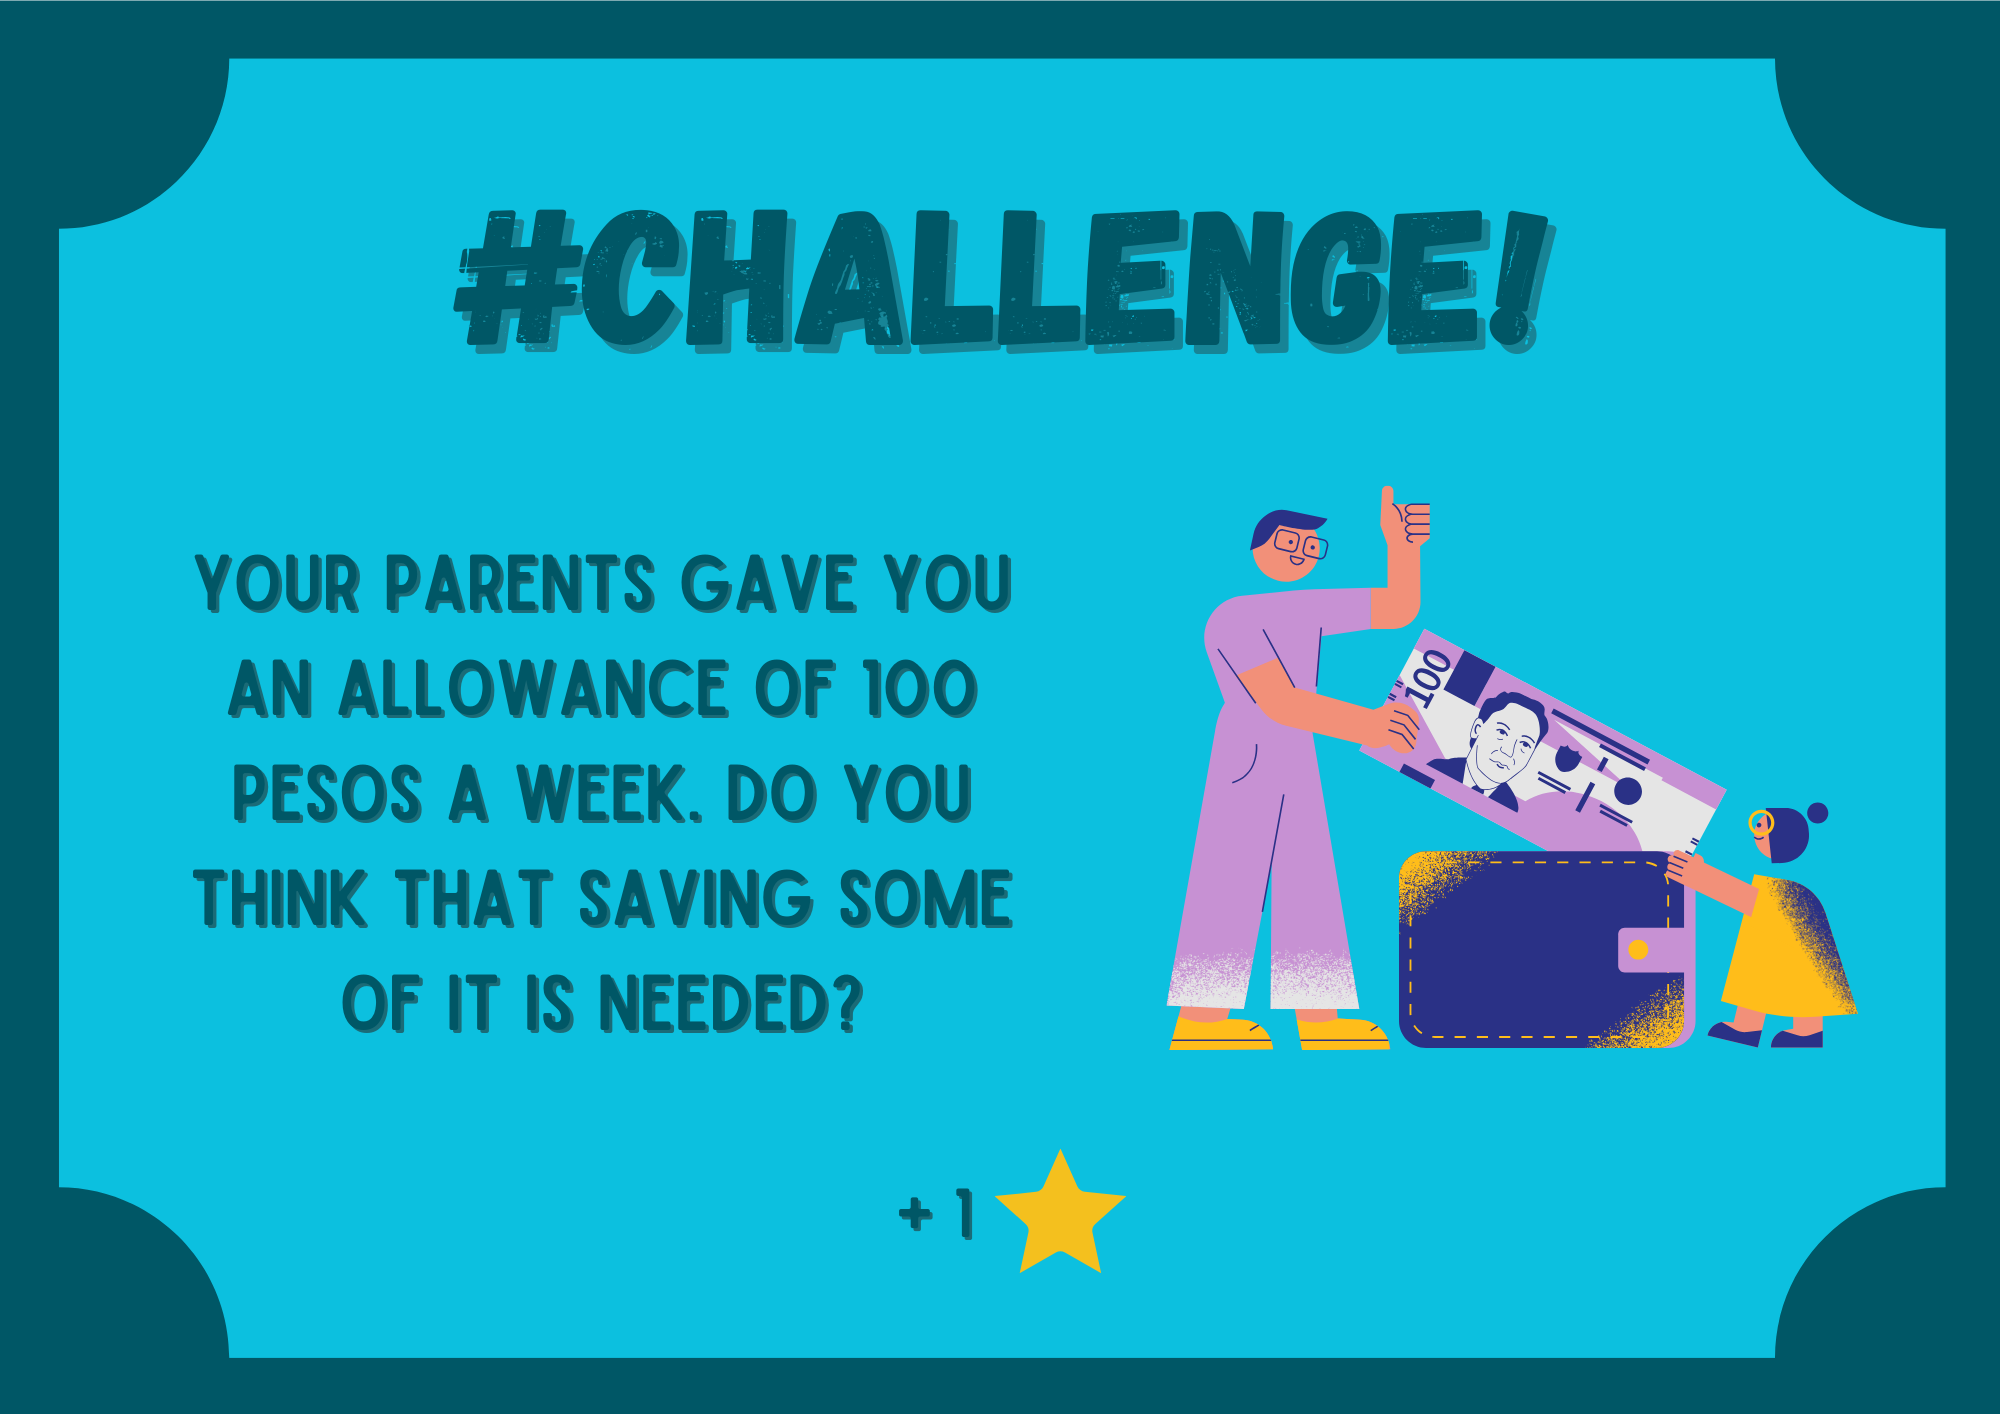 #CHALLENGE!
YOUR PARENTS GAVE YOU
AN ALLOWANCE OF 100
PESOS A WEEK. DO YOU
THINK THAT SAVING SOME
OF IT IS NEEDED?
100
+ 1